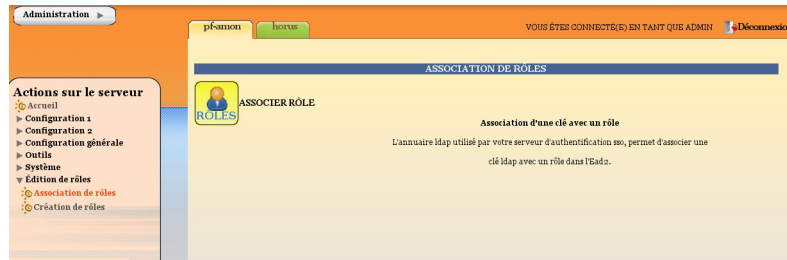 Administration
pf-amon
horus
VOUS ÊTES CONNECTÉ(E) EN TANT QUE ADMIN
Déconnexio
ASSOCIATION DE RÔLES
Actions sur le serveur
Accueil
Configuration 1
Configuration 2
Configuration générale
Outils
Système
Édition de rôles
Association de rôles
Création de rôles
RÔLES
ASSOCIER RÔLE
Association d'une clé avec un rôle
L'annuaire ldap utilisé par votre serveur d'authentification sso, permet d'associer une
clé ldap avec un rôle dans l'Ead2.